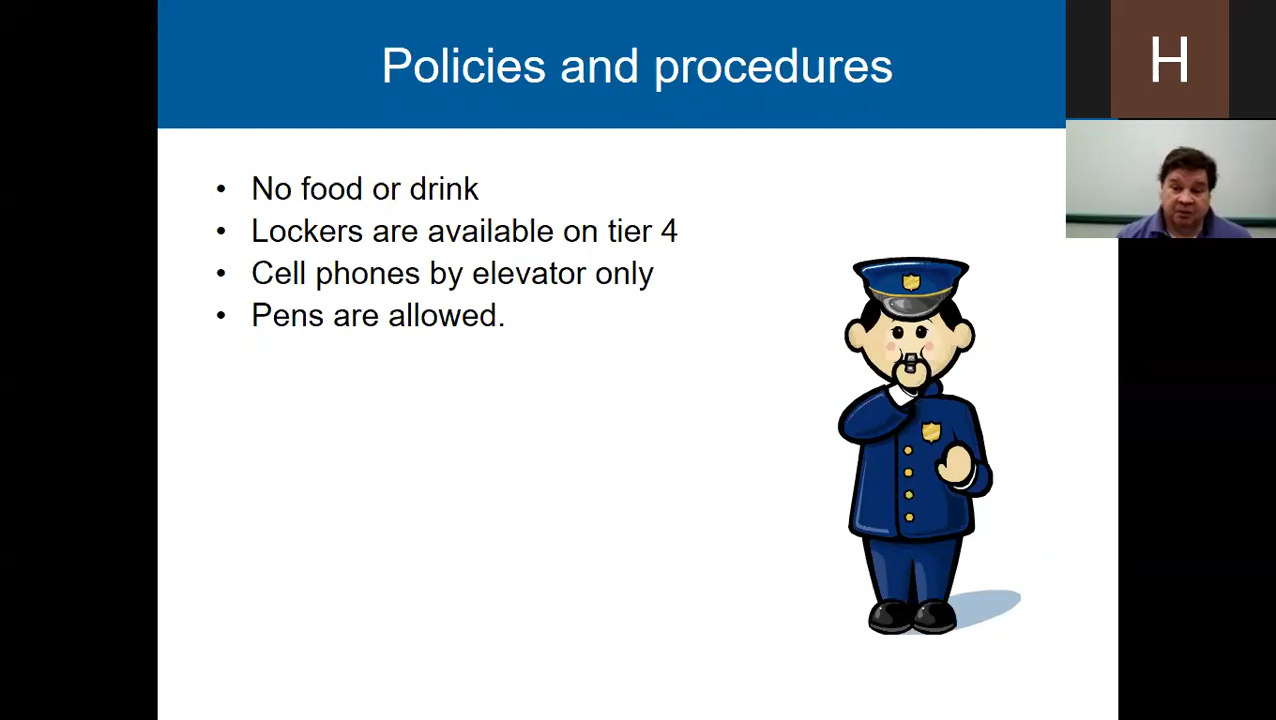 Policies and procedures
H
• No food or drink
• Lockers are available on tier 4
• Cell phones by elevator only
• Pens are allowed.